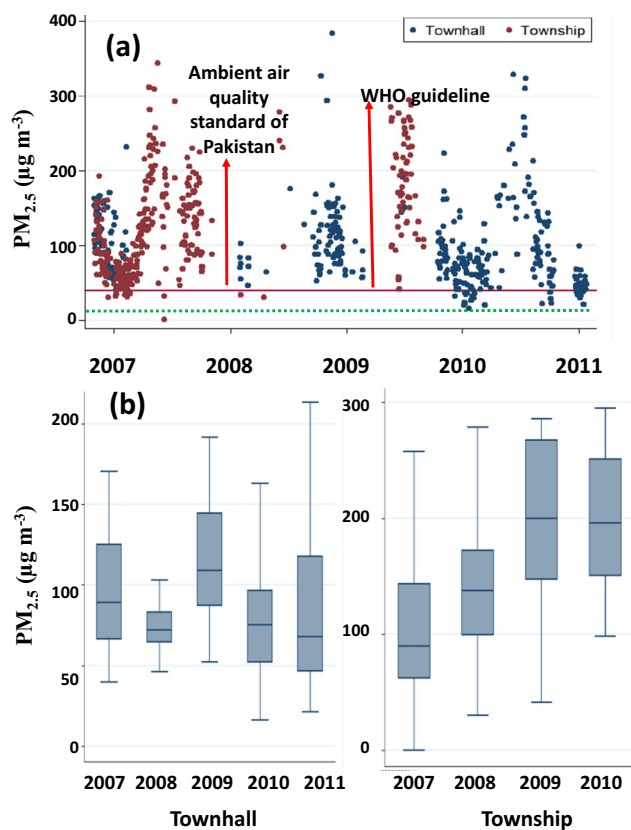 (a)
Townhall Township
Ambient air
quality
standard of
Pakistan
WHO guideline
PM2.5 (µg m-3)
400
300
200
100
0
2007 2008 2009 2010 2011
(b)
PM2.5 (µg m-3)
200
150
100
50
0
2007 2008 2009 2010 2011
Townhall
300
200
100
0
2007 2008 2009 2010
Township